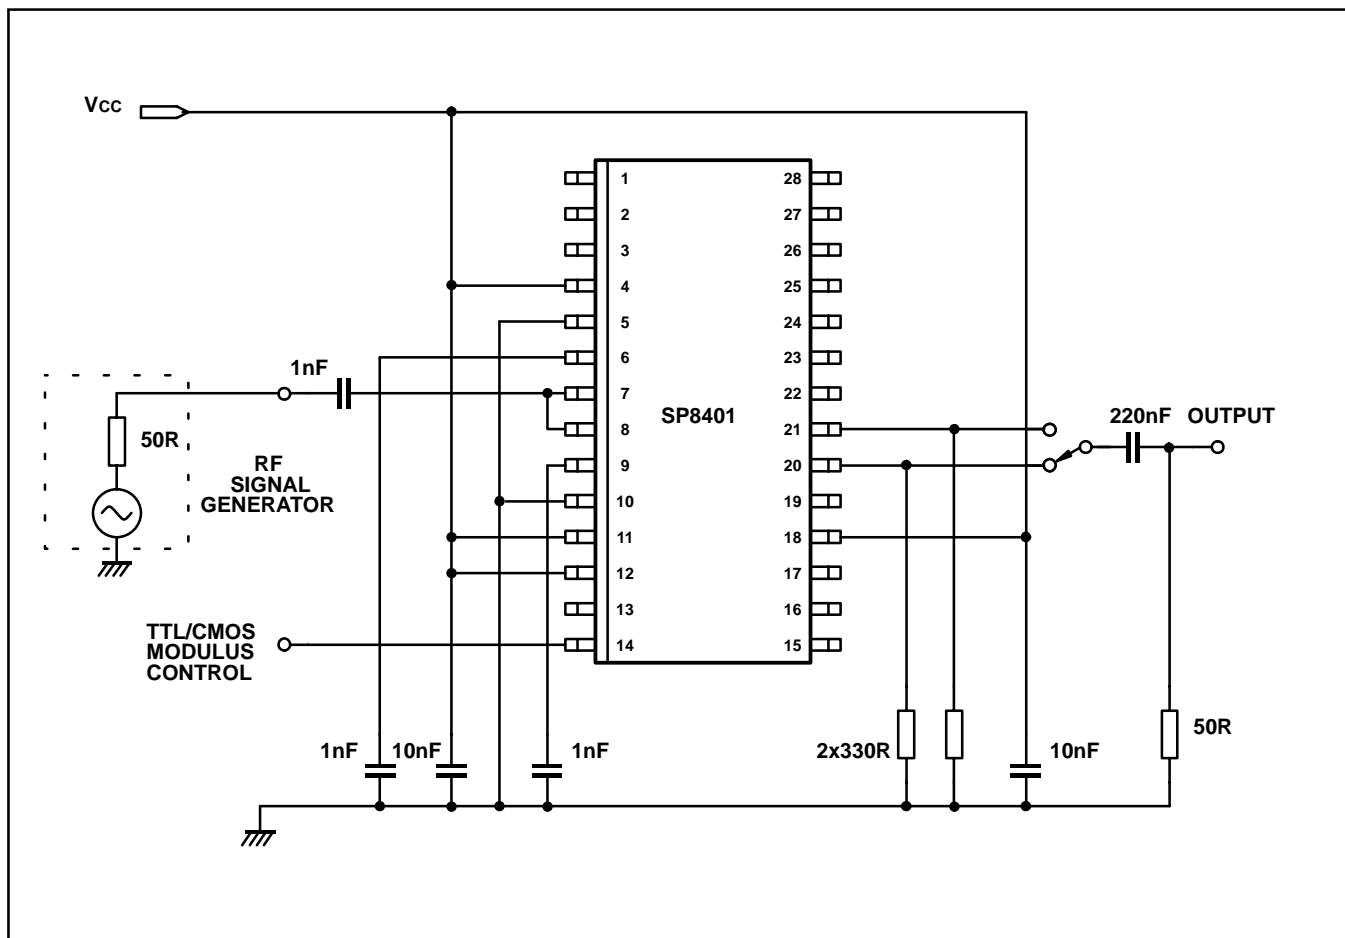 VCC
1
28
2
27
3
26
4
25
5
24
6
23
1nF
7
22
SP8401
8
21
220nF OUTPUT
50R
9
20
RF
SIGNAL
GENERATOR
10
19
11
18
12
17
13
16
TTL/CMOS
MODULUS
CONTROL
14
15
1nF
10nF
1nF
2x330R
10nF
50R